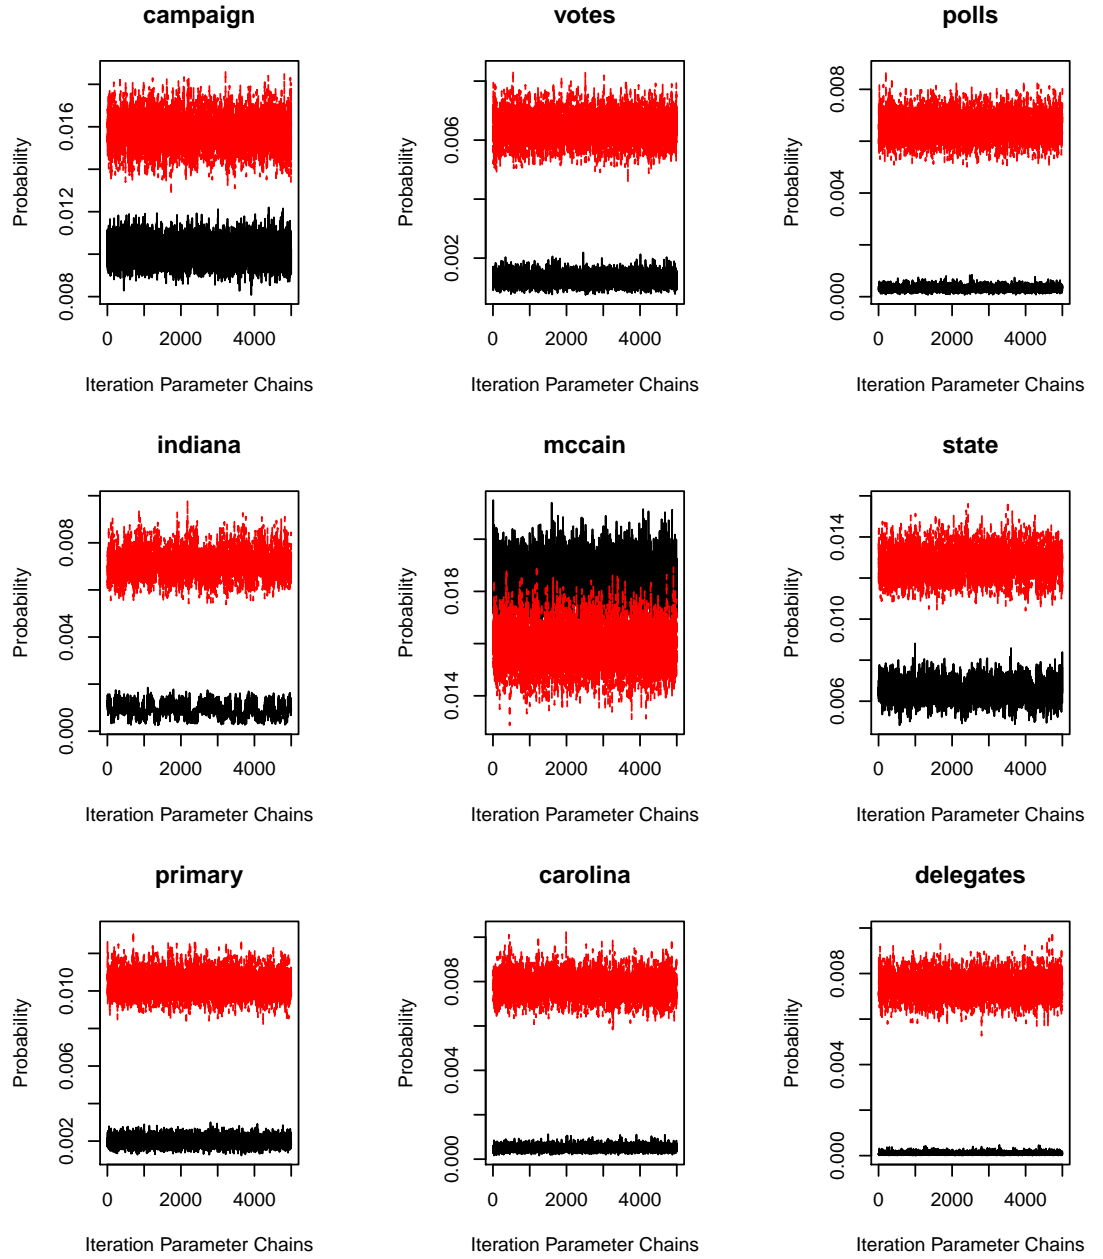 campaign
Probability
0.008 0.012 0.016
0 2000 4000
Iteration Parameter Chains
votes
Probability
0.002 0.006
0 2000 4000
Iteration Parameter Chains
polls
Probability
0.000 0.004 0.008
0 2000 4000
Iteration Parameter Chains
indiana
Probability
0.000 0.004 0.008
0 2000 4000
Iteration Parameter Chains
mccain
Probability
0.014 0.018
0 2000 4000
Iteration Parameter Chains
state
Probability
0.006 0.010 0.014
0 2000 4000
Iteration Parameter Chains
primary
Probability
0.002 0.006 0.010
0 2000 4000
Iteration Parameter Chains
carolina
Probability
0.000 0.004 0.008
0 2000 4000
Iteration Parameter Chains
delegates
Probability
0.000 0.004 0.008
0 2000 4000
Iteration Parameter Chains